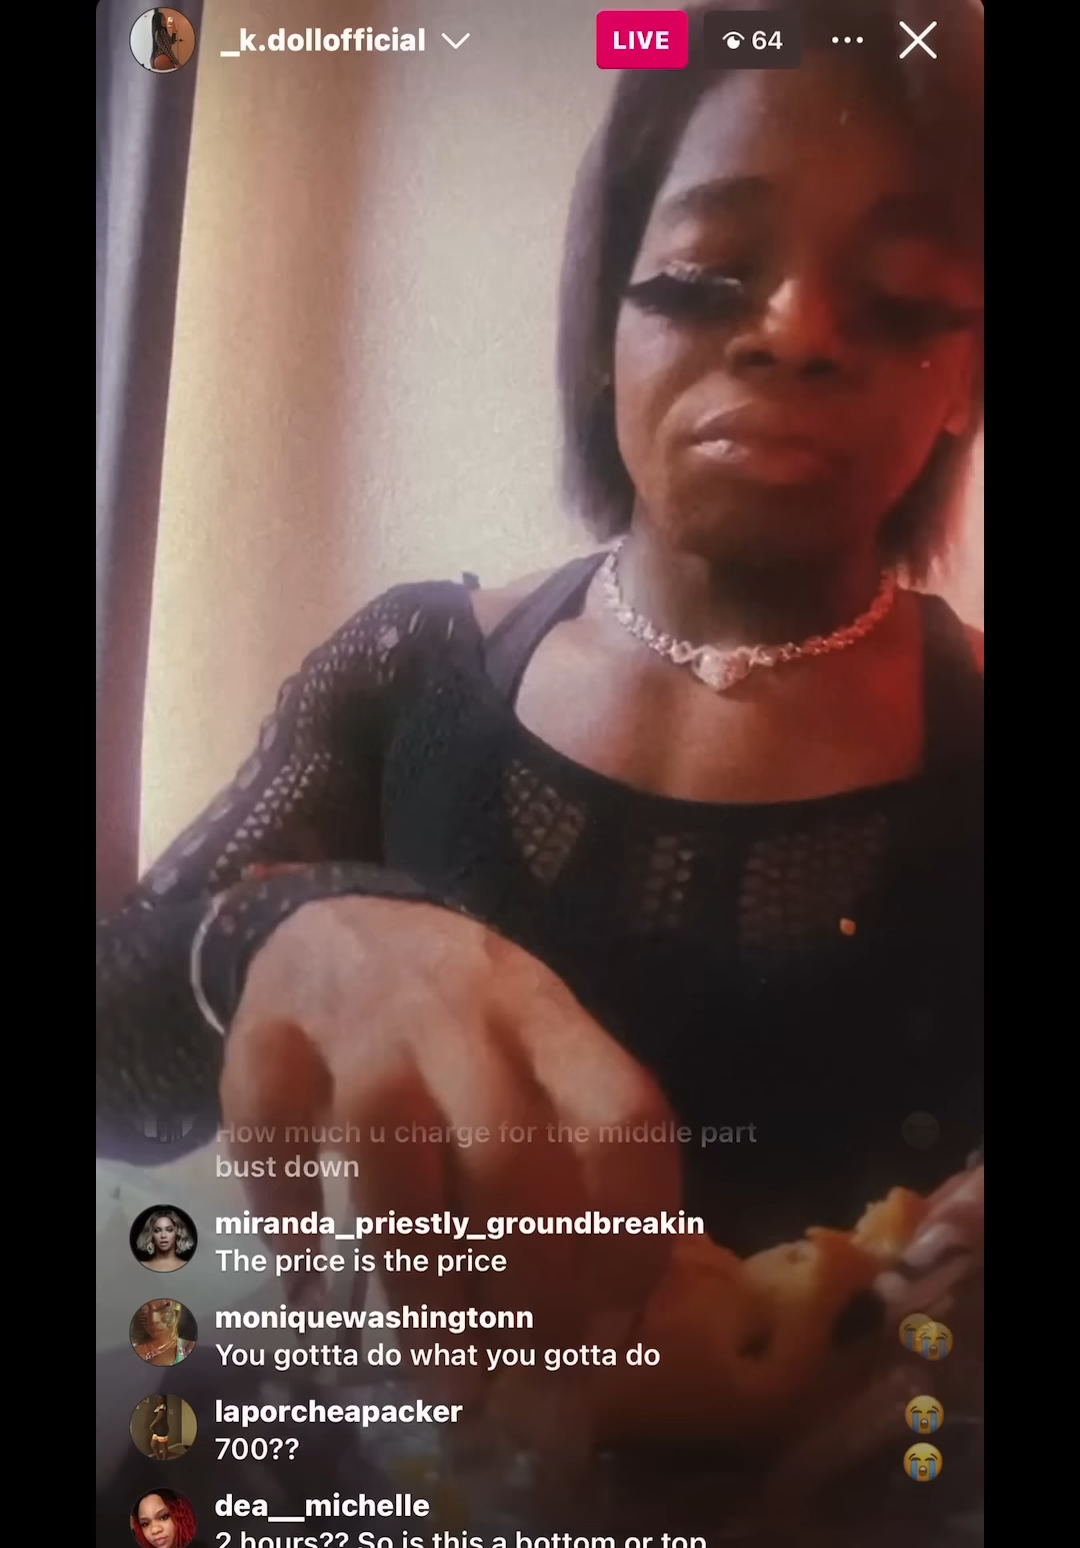 _k.dollofficial
LIVE
64
How much u charge for the middle part
bust down
miranda_priestly_groundbreakin
The price is the price
moniquewashingtonn
You gottta do what you gotta do
laporcheapacker
700??
dea__michelle
2 hours?? So is this a bottom or top